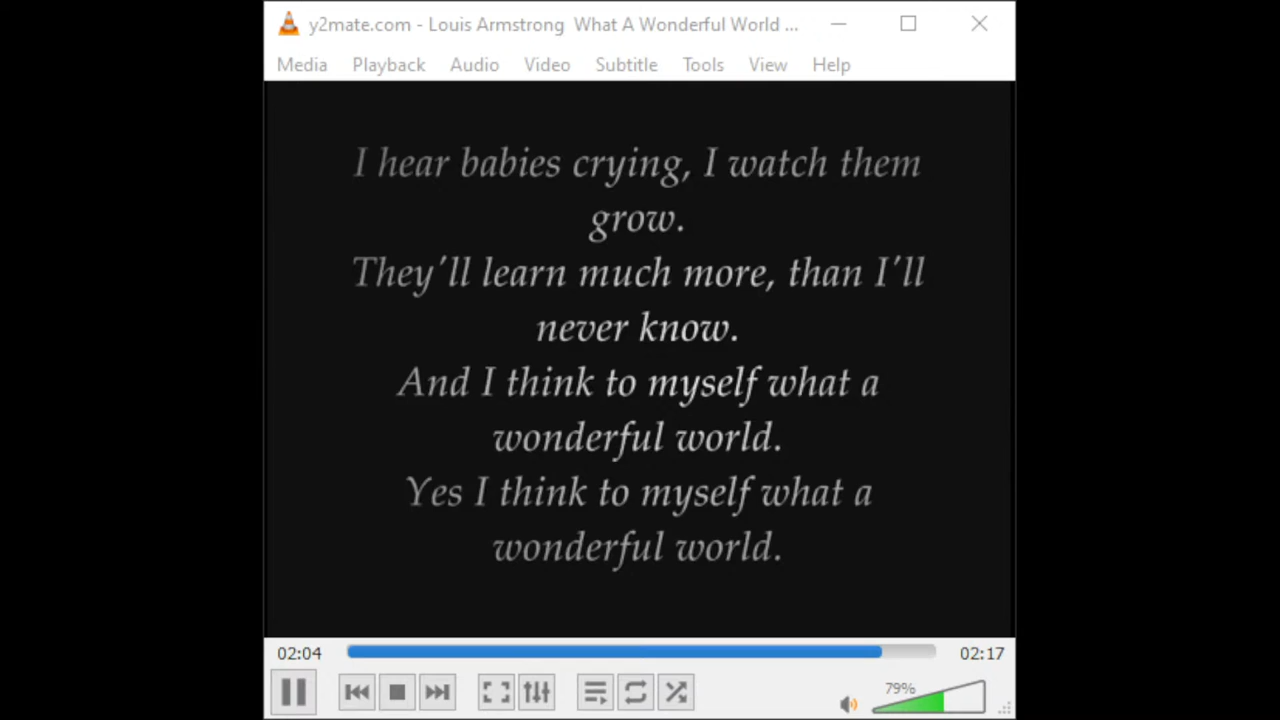 y2mate.com - Louis Armstrong What A Wonderful World ...
Media Playback Audio Video Subtitle Tools View Help
I hear babies crying, I watch them
grow.
They'll learn much more, than I'll
never know.
And I think to myself what a
wonderful world.
Yes I think to myself what a
wonderful world.
02:04 02:17
79%